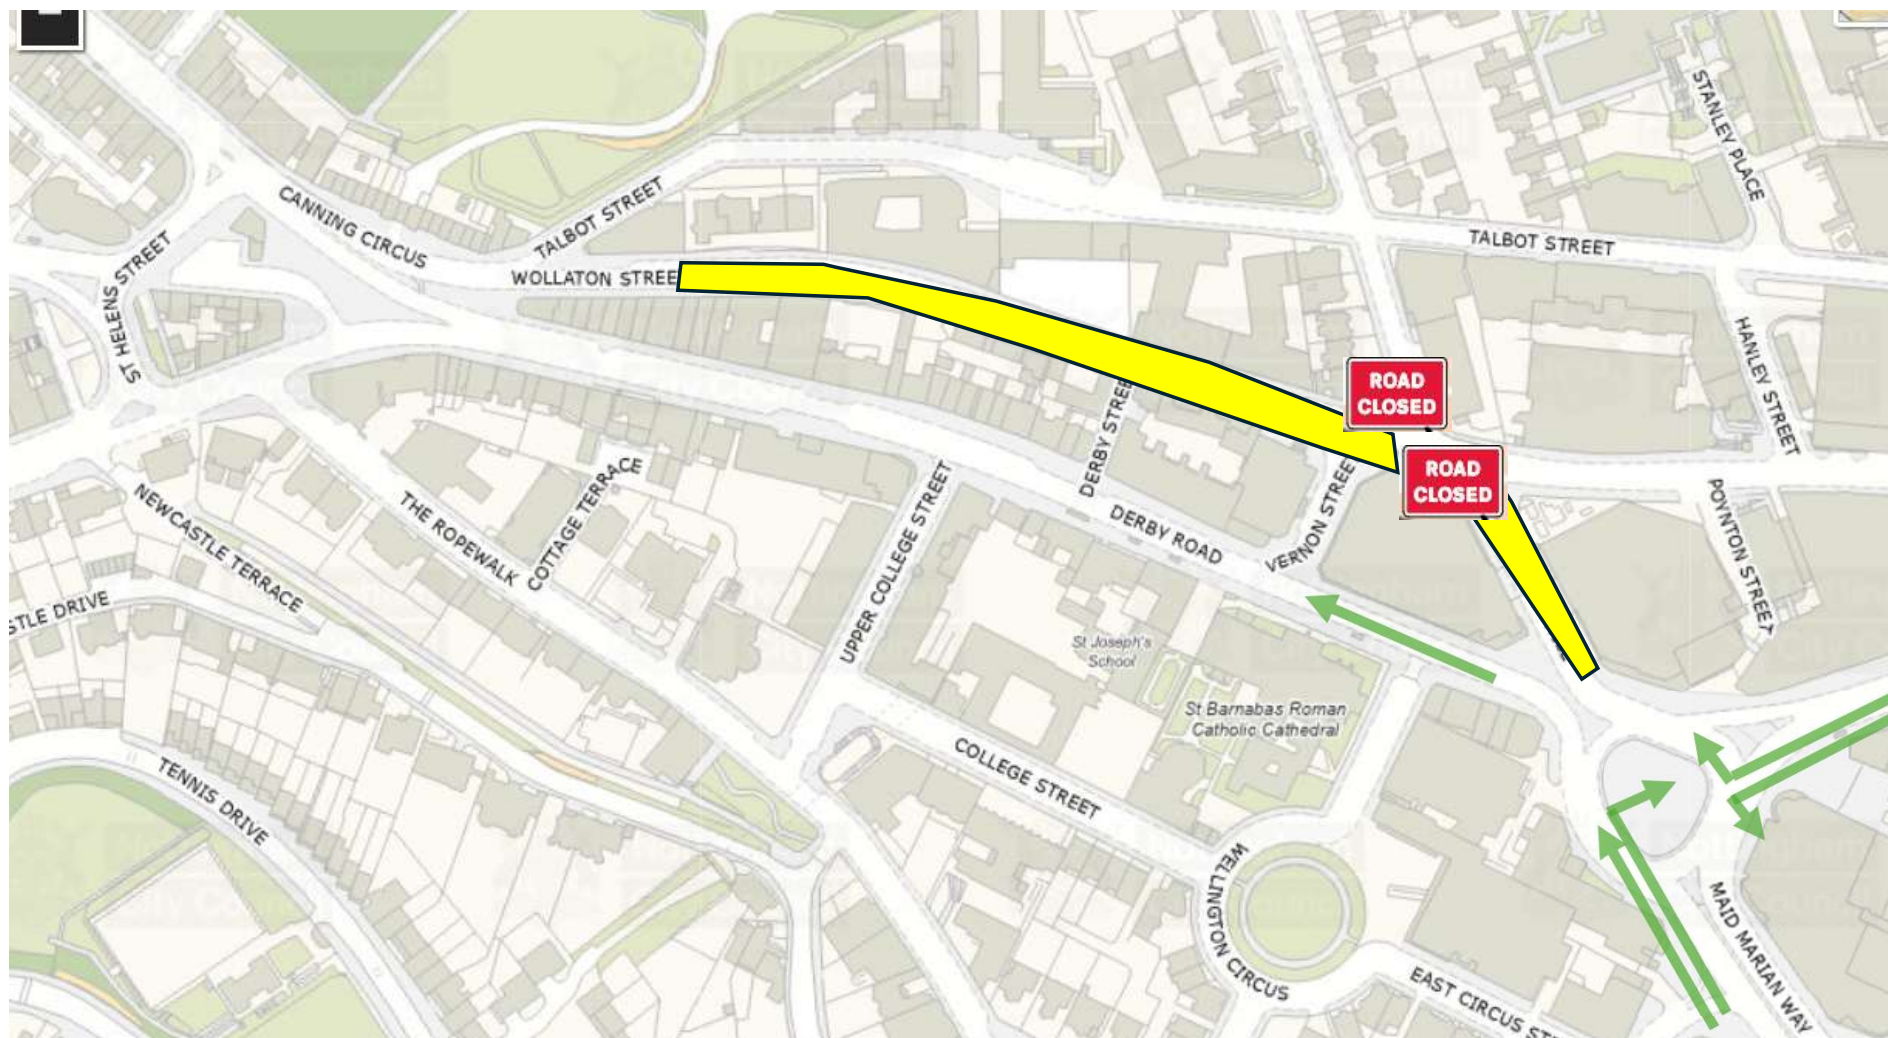 STANLEY PLACE
CANNING CIRCUS
TALBOT STREET
TALBOT STREET
WOLLATON STREE
ST HELENS STREET
HANLEY STREET
ROAD
CLOSED
ROAD
CLOSED
DERBY STREE
NEWCASTLE TERRACE
THE ROPEWALK
COTTAGE TERRACE
UPPER COLLEGE STREET
DERBY ROAD
VERNON STREE
POYNTON STREET
STLE DRIVE
St Joseph's
School
St Barnabas Roman
Catholic Cathedral
COLLEGE STREET
TENNIS DRIVE
WELLINGTON CIRCUS
MAID MARIAN WAY
EAST CIRCUS ST